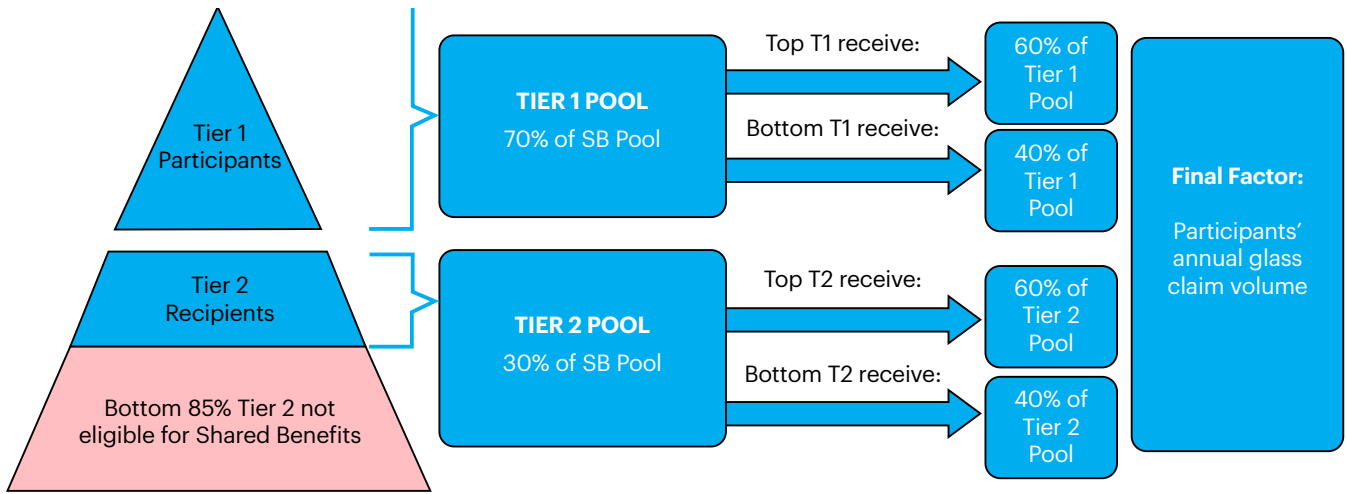 Tier 1
Participants
Tier 2
Recipients
Bottom 85% Tier 2 not
eligible for Shared Benefits
TIER 1 POOL
70% of SB Pool
TIER 2 POOL
30% of SB Pool
Top T1 receive:
Bottom T1 receive:
Top T2 receive:
Bottom T2 receive:
60% of
Tier 1
Pool
40% of
Tier 1
Pool
60% of
Tier 2
Pool
40% of
Tier 2
Pool
Final Factor:
Participants’
annual glass
claim volume